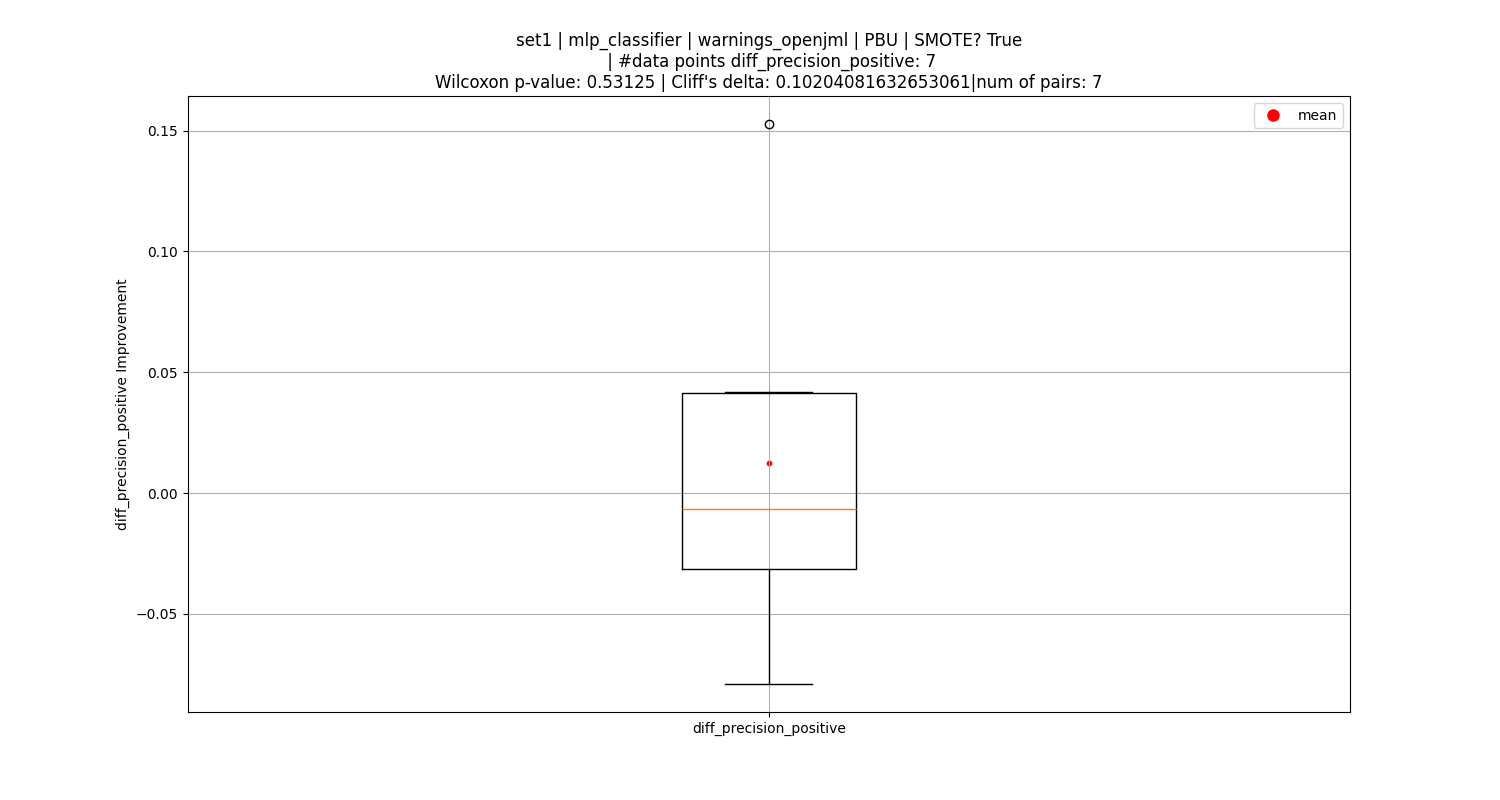 set1 | mlp_classifier | warnings_openjml | PBU | SMOTE? True
| #data points diff_precision_positive: 7
Wilcoxon p-value: 0.53125 | Cliff's delta: 0.10204081632653061|num of pairs: 7
mean
0.15
0.10
0.05
0.00
−0.05
diff_precision_positive Improvement
diff_precision_positive